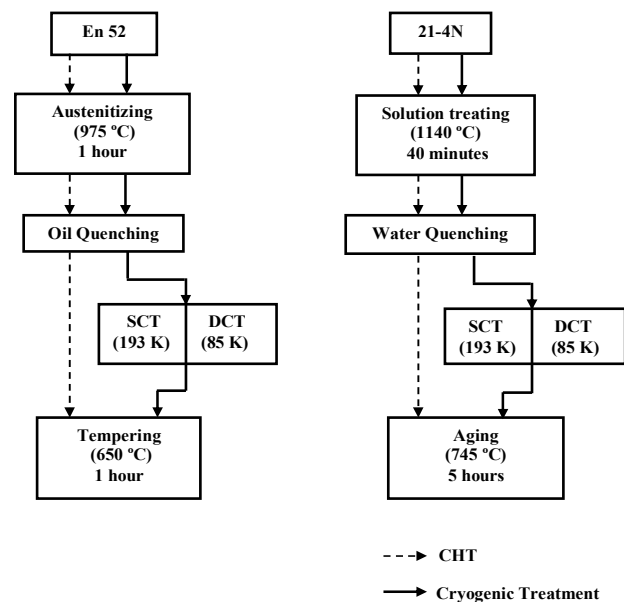 En 52
Austenitizing
(975 ºC)
1 hour
Oil Quenching
SCT
(193 K)
DCT
(85 K)
Tempering
(650 ºC)
1 hour
21-4N
Solution treating
(1140 ºC)
40 minutes
Water Quenching
SCT
(193 K)
DCT
(85 K)
Aging
(745 ºC)
5 hours
CHT
Cryogenic Treatment